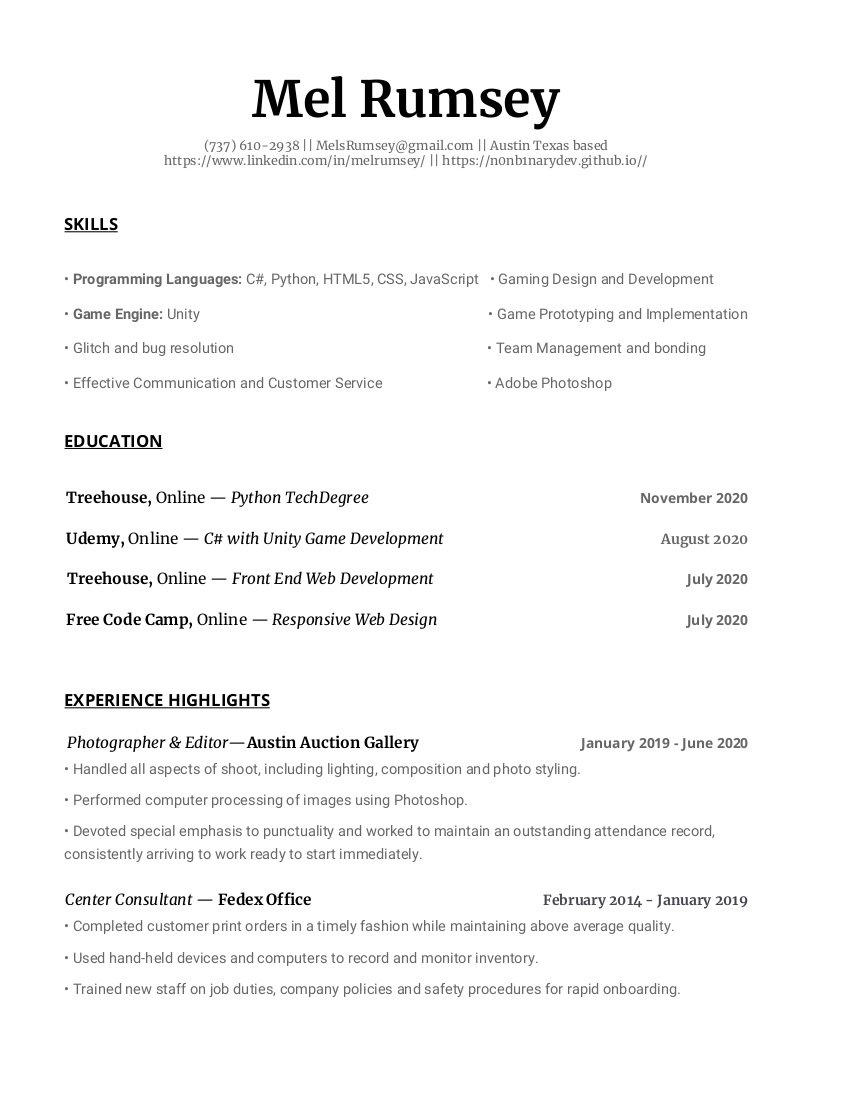 Mel Rumsey
(737) 610-2938 || MelsRumsey@gmail.com || Austin Texas based
https://www.linkedin.com/in/melrumsey/ || https://n0nb1narydev.github.io//
SKILLS
• Programming Languages: C#, Python, HTML5, CSS, JavaScript • Gaming Design and Development
• Game Engine: Unity • Game Prototyping and Implementation
• Glitch and bug resolution • Team Management and bonding
• Effective Communication and Customer Service • Adobe Photoshop
EDUCATION
Treehouse, Online — Python TechDegree November 2020
Udemy, Online — C# with Unity Game Development August 2020
Treehouse, Online — Front End Web Development July 2020
Free Code Camp, Online — Responsive Web Design July 2020
EXPERIENCE HIGHLIGHTS
Photographer & Editor—Austin Auction Gallery January 2019 - June 2020
• Handled all aspects of shoot, including lighting, composition and photo styling.
• Performed computer processing of images using Photoshop.
• Devoted special emphasis to punctuality and worked to maintain an outstanding attendance record,
consistently arriving to work ready to start immediately.
Center Consultant — Fedex Office February 2014 - January 2019
• Completed customer print orders in a timely fashion while maintaining above average quality.
• Used hand-held devices and computers to record and monitor inventory.
• Trained new staff on job duties, company policies and safety procedures for rapid onboarding.